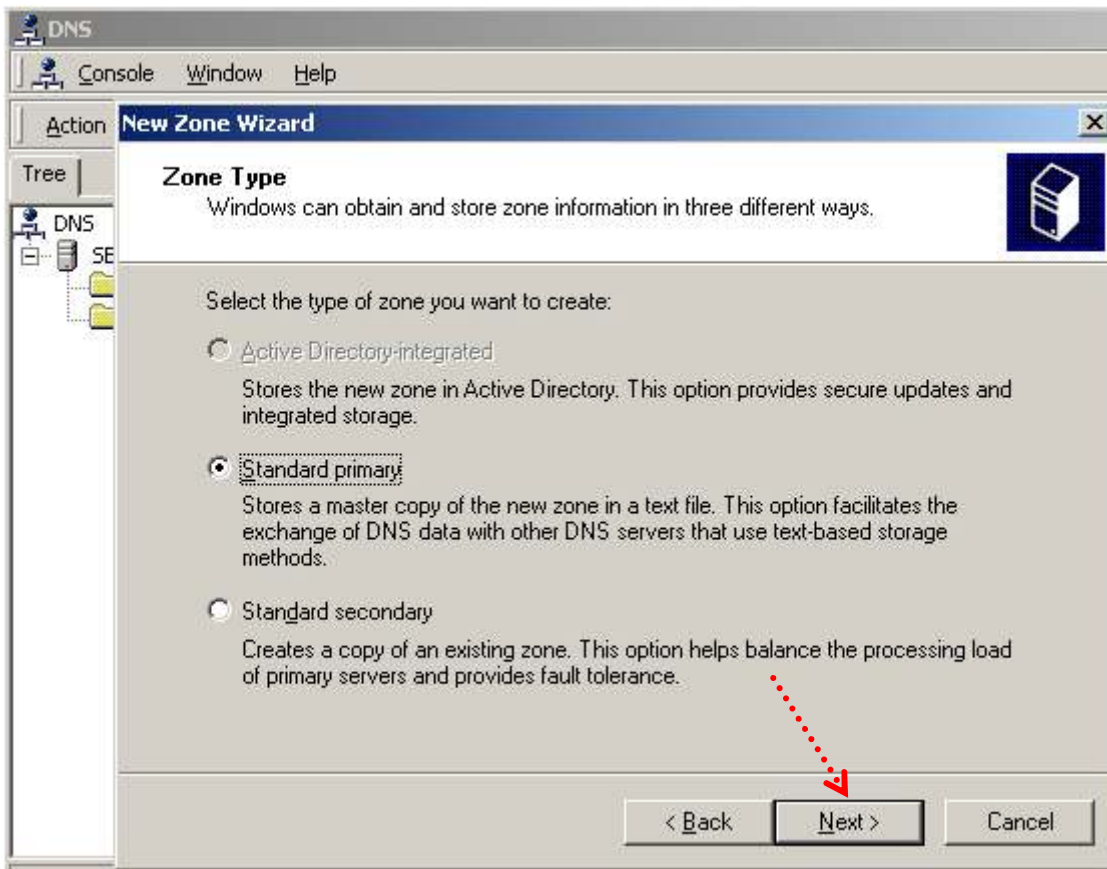 DNS
Console Window Help
Action
New Zone Wizard
Tree
Zone Type
Windows can obtain and store zone information in three different ways.
DNS
SE
Select the type of zone you want to create:
Active Directory-integrated
Stores the new zone in Active Directory. This option provides secure updates and
integrated storage.
Standard primary
Stores a master copy of the new zone in a text file. This option facilitates the
exchange of DNS data with other DNS servers that use text-based storage
methods.
Standard secondary
Creates a copy of an existing zone. This option helps balance the processing load
of primary servers and provides fault tolerance.
< Back Next > Cancel